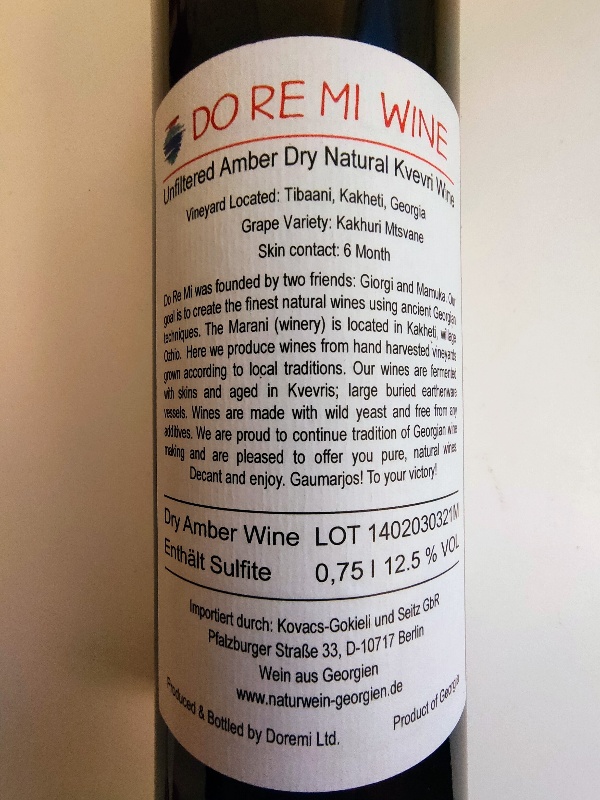 DO RE MI WINE
Unfiltered Amber Dry Natural Kvevri Wine
Vineyard Located: Tibaani, Kakheti, Georgia
Grape Variety: Kakhuri Mtsvane
Skin contact: 6 Month
Do Re Mi was founded by two friends: Giorgi and Mamuka. Our
goal is to create the finest natural wines using ancient Georgian
techniques. The Marani (winery) is located in Kakheti, village
Ozhio. Here we produce wines from hand harvested vineyards
grown according to local traditions. Our wines are fermented
with skins and aged in Kvevris; large buried earthenware
vessels. Wines are made with wild yeast and free from any
additives. We are proud to continue tradition of Georgian wine
making and are pleased to offer you pure, natural wines.
Decant and enjoy. Gaumarjos! To your victory!
Dry Amber Wine LOT 1402030321M
Enthält Sulfite 0,75 l 12.5 % VOL
Importiert durch: Kovacs-Gokieli und Seitz GbR
Pfalzburger Straße 33, D-10717 Berlin
Wein aus Georgien
www.naturwein-georgien.de
Produced & Bottled by Doremi Ltd.
Product of Georgia